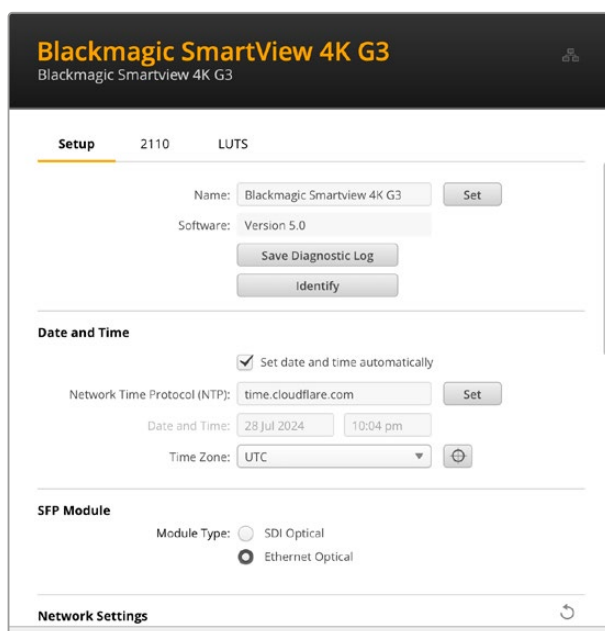 Blackmagic SmartView 4K G3
Blackmagic Smartview 4K G3
Setup 2110 LUTS
Name: Blackmagic Smartview 4K G3 Set
Software: Version 5.0
Save Diagnostic Log
Identify
Date and Time
Set date and time automatically
Network Time Protocol (NTP): time.cloudflare.com Set
Date and Time: 28 Jul 2024 10:04 pm
Time Zone: UTC
SFP Module
Module Type: SDI Optical
Ethernet Optical
Network Settings